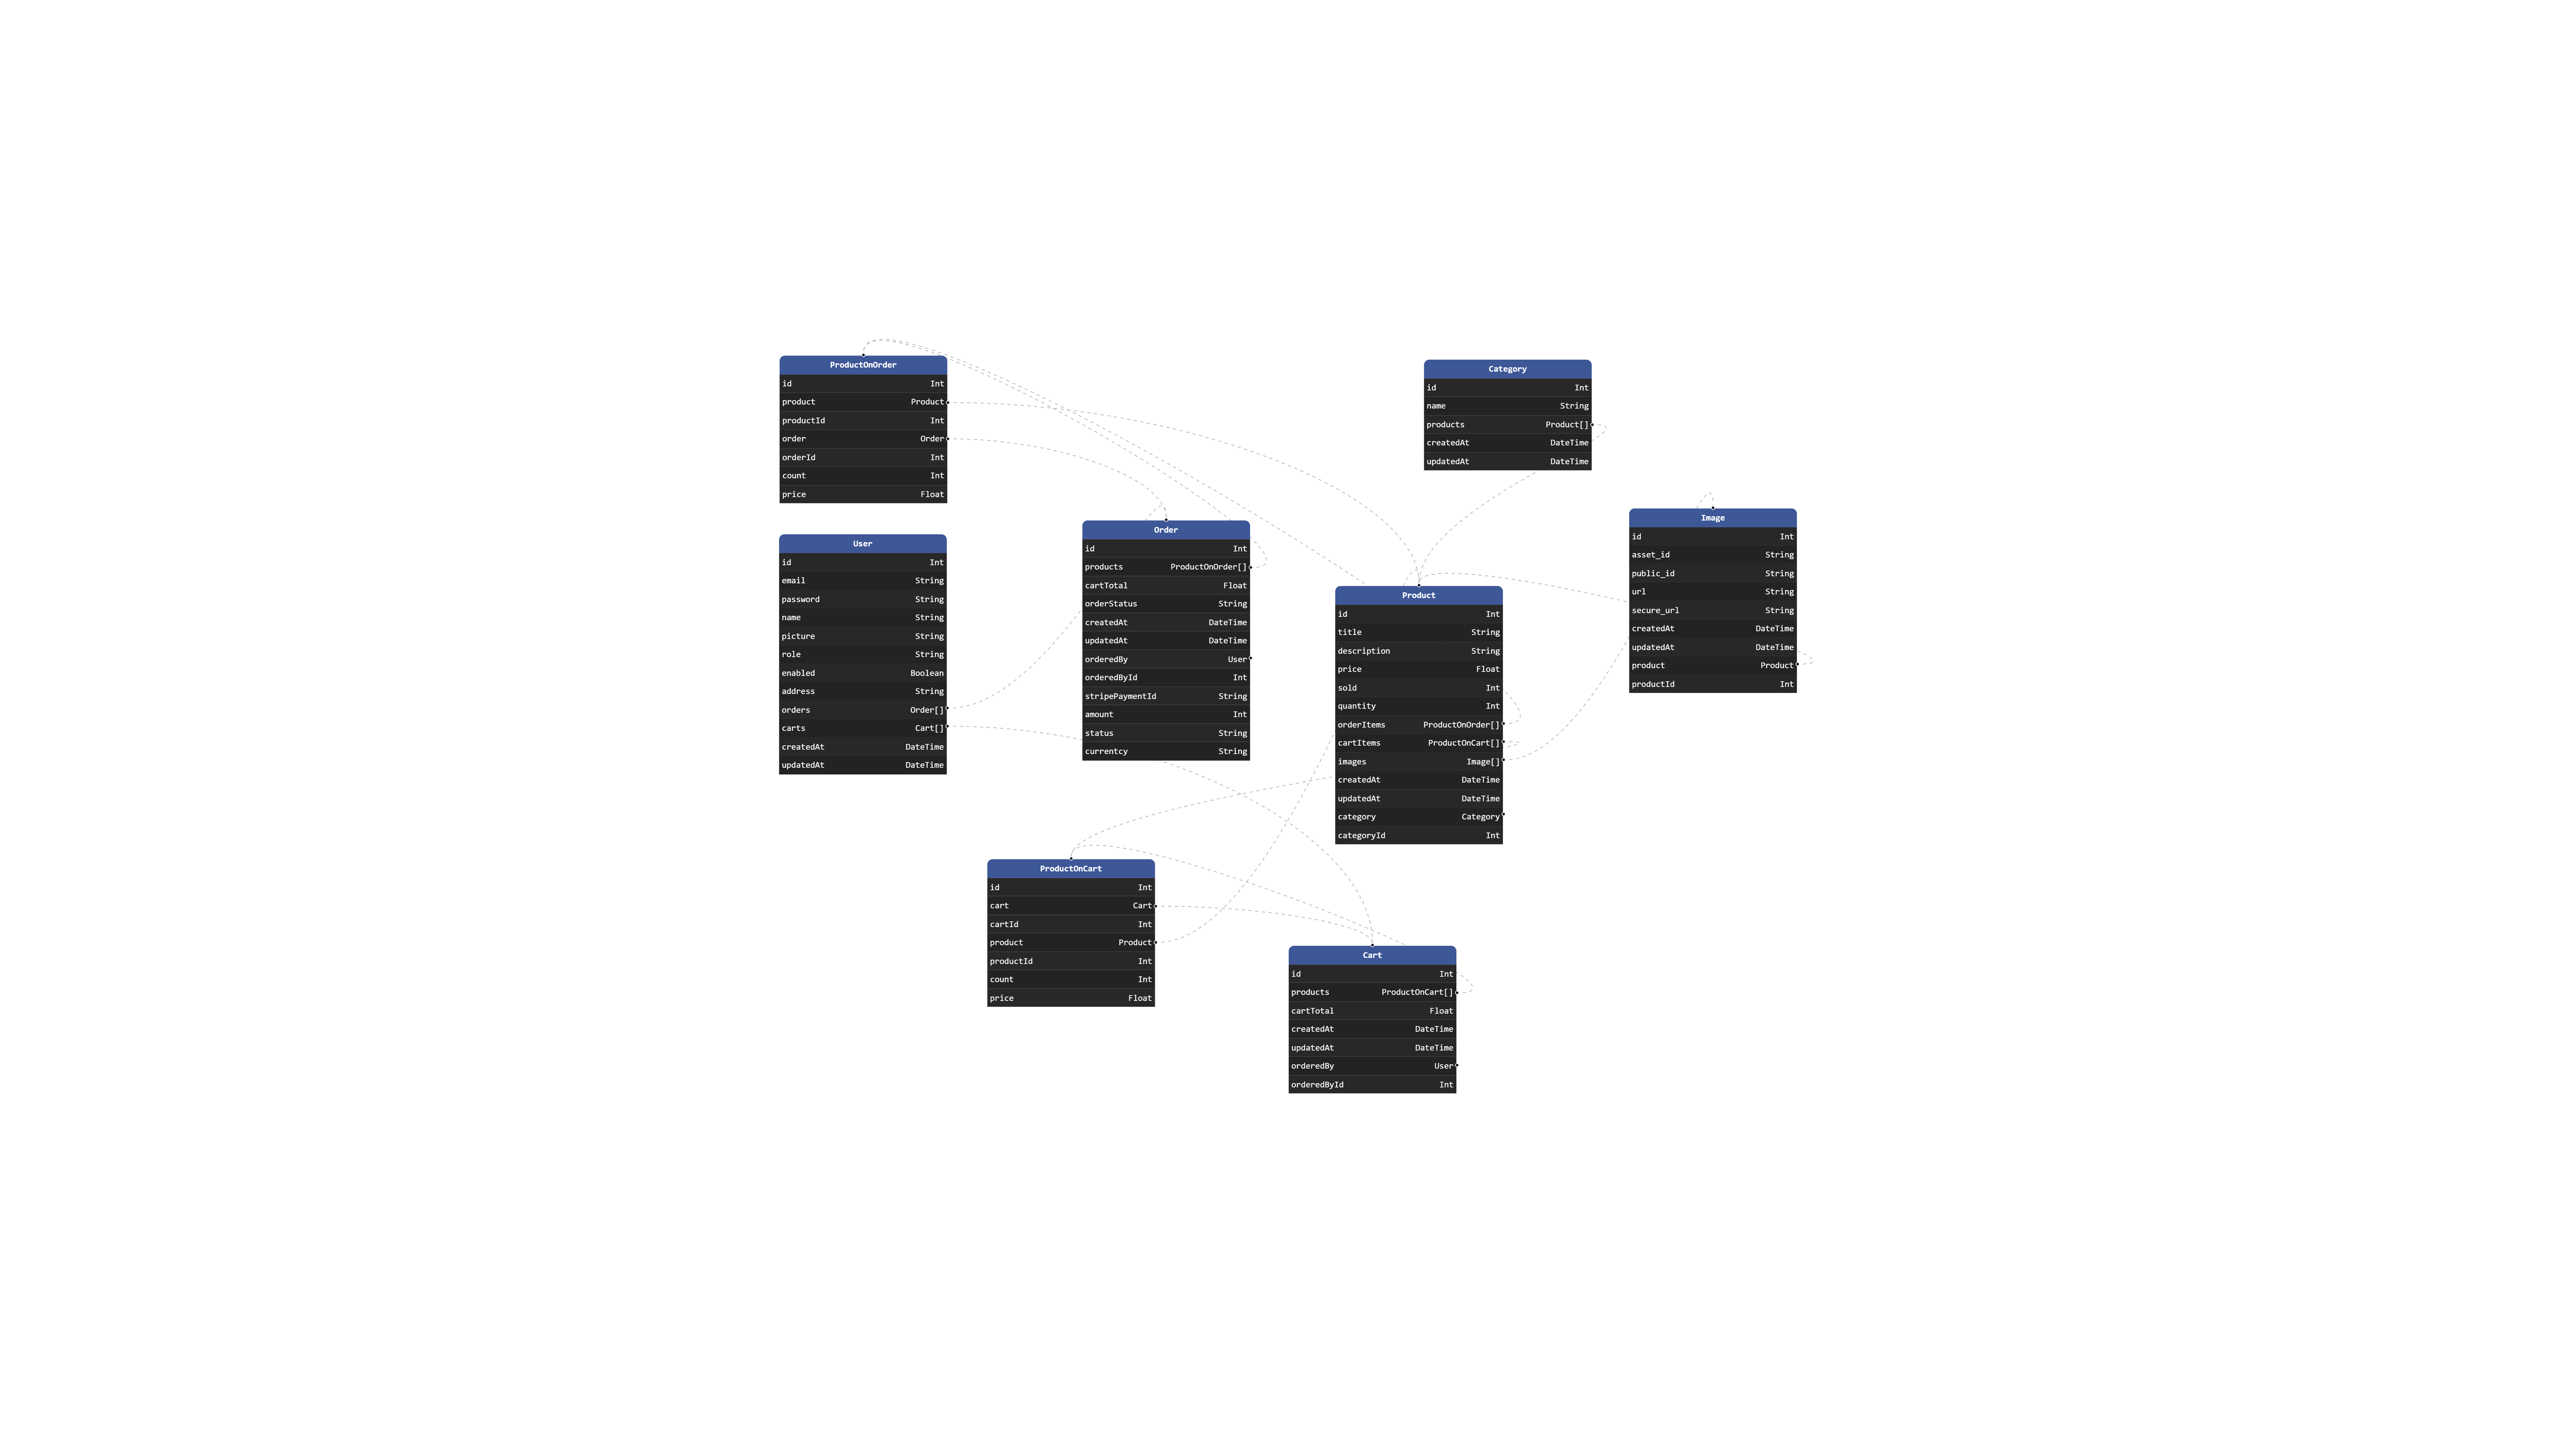 ProductOnOrder
id Int
product Product
productId Int
order Order
orderId Int
count Int
price Float
Category
id Int
name String
products Product[]
createdAt DateTime
updatedAt DateTime
Image
id Int
asset_id String
public_id String
url String
secure_url String
createdAt DateTime
updatedAt DateTime
product Product
productId Int
Order
id Int
products ProductOnOrder[]
cartTotal Float
orderStatus String
createdAt DateTime
updatedAt DateTime
orderedBy User
orderedById Int
stripePaymentId String
amount Int
status String
currentcy String
User
id Int
email String
password String
name String
picture String
role String
enabled Boolean
address String
orders Order[]
carts Cart[]
createdAt DateTime
updatedAt DateTime
Product
id Int
title String
description String
price Float
sold Int
quantity Int
orderItems ProductOnOrder[]
cartItems ProductOnCart[]
images Image[]
createdAt DateTime
updatedAt DateTime
category Category
categoryId Int
ProductOnCart
id Int
cart Cart
cartId Int
product Product
productId Int
count Int
price Float
Cart
id Int
products ProductOnCart[]
cartTotal Float
createdAt DateTime
updatedAt DateTime
orderedBy User
orderedById Int